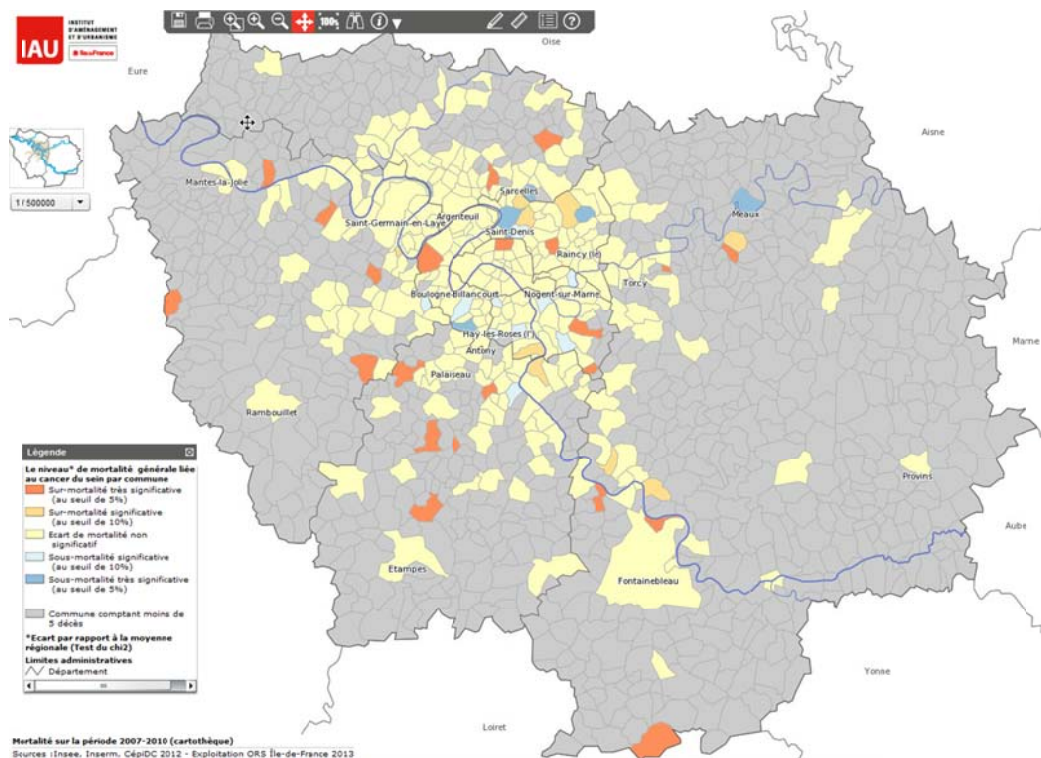 IAU
INSTITUT
D'AMÉNAGEMENT
ET D'URBANISME
îledeFrance
100%
Oise
Eure
Aisne
1/500000
Mantes-la-Jolie
Sarcelles
Meaux
Saint-Germain-en-Laye
Argenteuil
Saint-Denis
Raincy (le)
Torcy
Boulogne-Billancourt
Nogent-sur-Marne
Marne
Hay-les-Roses (l')
Antony
Palaiseau
Rambouillet
Provins
Aube
Etampes
Fontainebleau
Yonne
Loiret
Légende
Le niveau* de mortalité générale liée
au cancer du sein par commune
Sur-mortalité très significative
(au seuil de 5%)
Sur-mortalité significative
(au seuil de 10%)
Ecart de mortalité non
significatif
Sous-mortalité significative
(au seuil de 10%)
Sous-mortalité très significative
(au seuil de 5%)
Commune comptant moins de
5 décès
*Ecart par rapport à la moyenne
régionale (Test du chi2)
Limites administratives
Département
Mortalité sur la période 2007-2010 (cartothèque)
Sources : Insee, Inserm, CépiDC 2012 - Exploitation ORS Île-de-France 2013